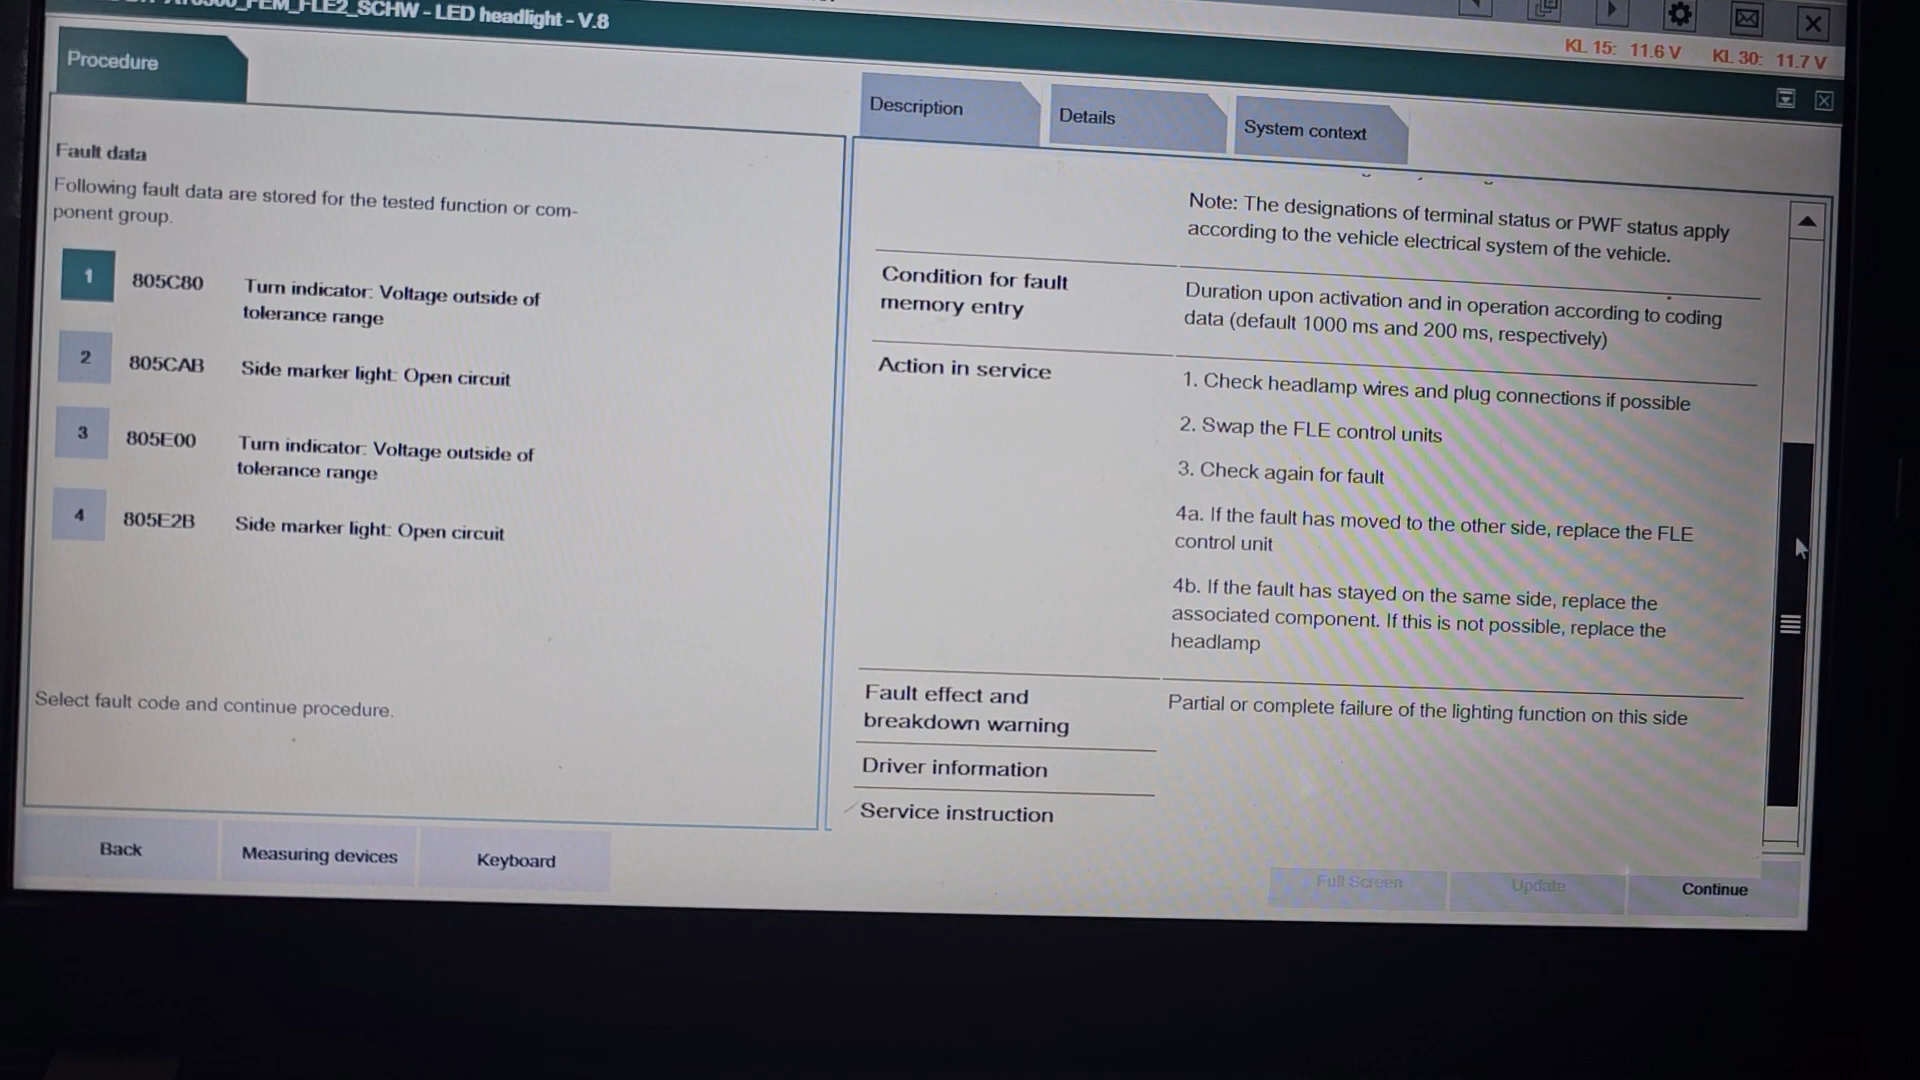 FEM_FLE2_SCHW - LED headlight - V.8
KL 15: 11.6 V KL 30: 11.7 V
Procedure
Description
Details
System context
Fault data
Following fault data are stored for the tested function or com-
ponent group.
1 805C80 Turn indicator: Voltage outside of
tolerance range
2 805CAB Side marker light: Open circuit
3 805E00 Turn indicator: Voltage outside of
tolerance range
4 805E2B Side marker light: Open circuit
Select fault code and continue procedure.
Note: The designations of terminal status or PWF status apply
according to the vehicle electrical system of the vehicle.
Condition for fault
memory entry
Duration upon activation and in operation according to coding
data (default 1000 ms and 200 ms, respectively)
Action in service
1. Check headlamp wires and plug connections if possible
2. Swap the FLE control units
3. Check again for fault
4a. If the fault has moved to the other side, replace the FLE
control unit
4b. If the fault has stayed on the same side, replace the
associated component. If this is not possible, replace the
headlamp
Fault effect and
breakdown warning
Partial or complete failure of the lighting function on this side
Driver information
Service instruction
Back
Measuring devices
Keyboard
Full Screen
Update
Continue